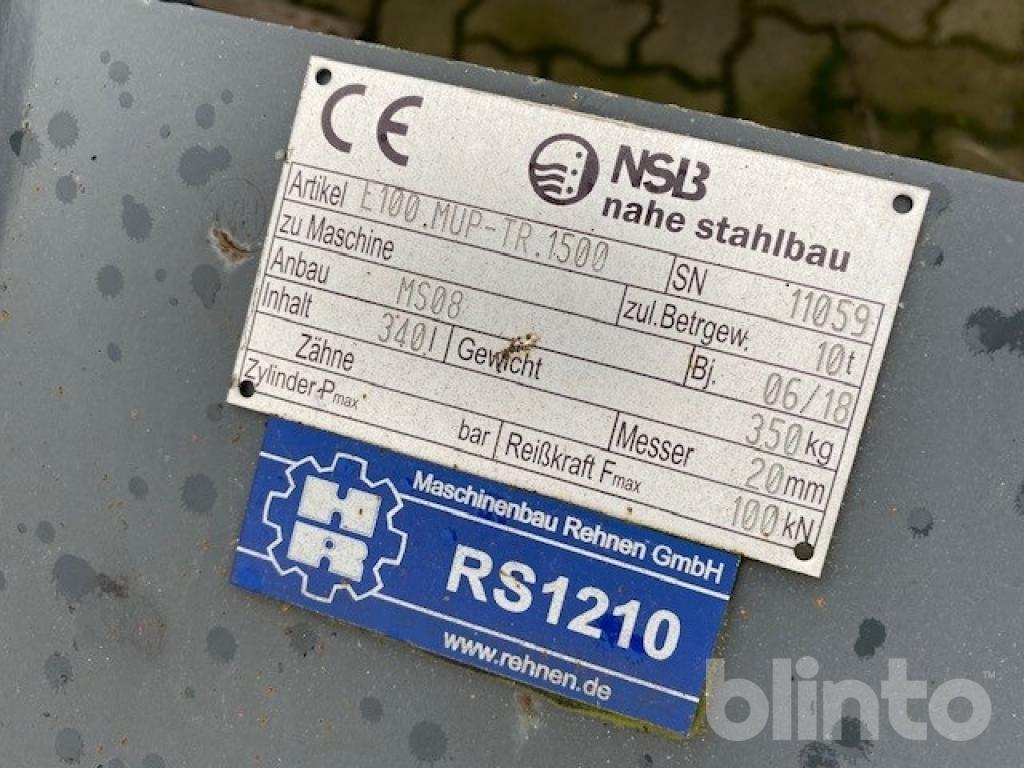 CE
NSB
nahe stahlbau
Artikel E100.MUP-TR.1500 SN 11059
zu Maschine zul.Betrgew. 10t
Anbau MS08 Bj. 06/18
Inhalt 340l Gewicht 350kg
Zähne Messer 20mm
Zylinder-Pmax bar Reißkraft Fmax 100kN
HR
Maschinenbau Rehnen GmbH
RS1210
www.rehnen.de
blinto™